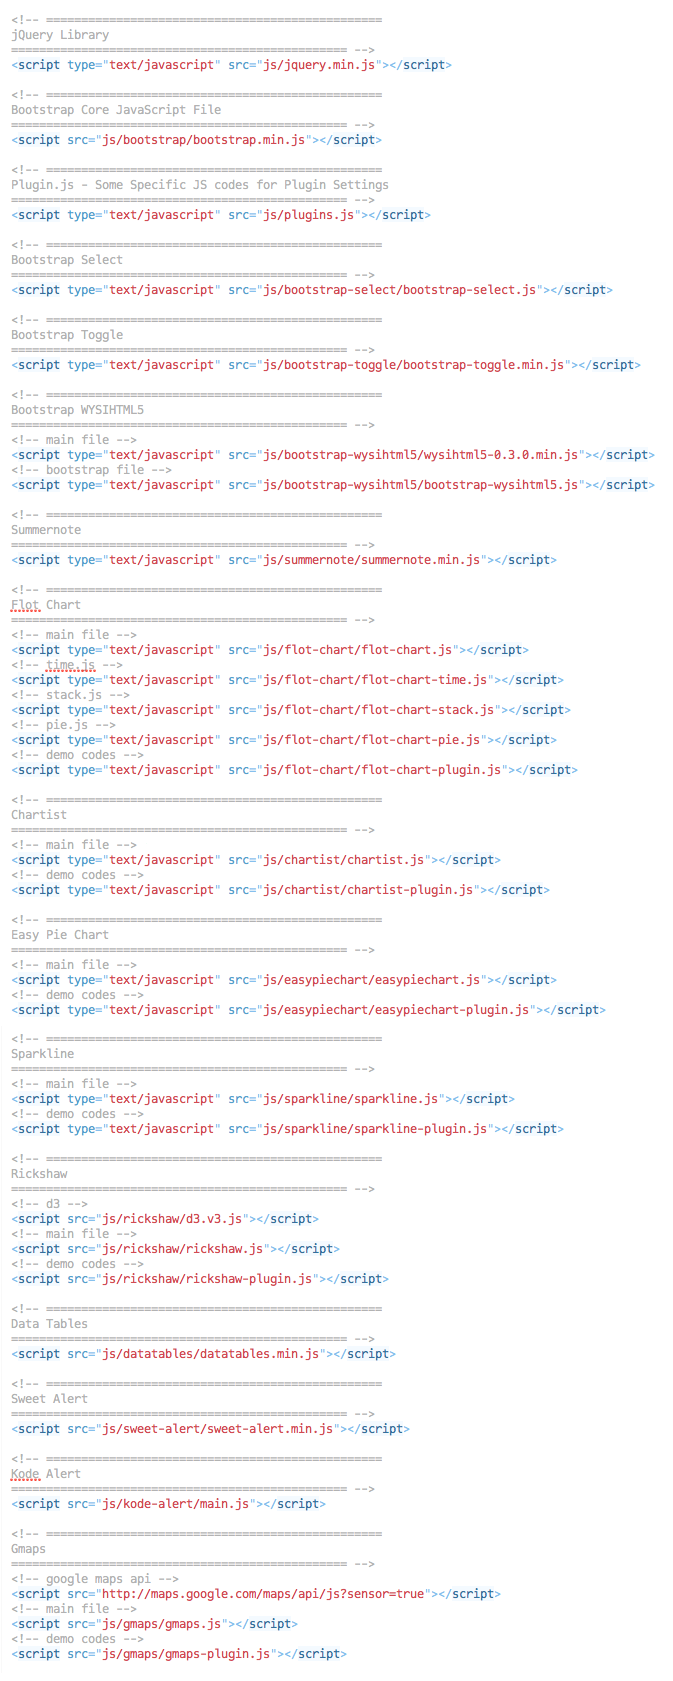 <!-- ================================================
jQuery Library
================================================ -->
<script type="text/javascript" src="js/jquery.min.js"></script>
<!-- ================================================
Bootstrap Core JavaScript File
================================================ -->
<script src="js/bootstrap/bootstrap.min.js"></script>
<!-- ================================================
Plugin.js - Some Specific JS codes for Plugin Settings
================================================ -->
<script type="text/javascript" src="js/plugins.js"></script>
<!-- ================================================
Bootstrap Select
================================================ -->
<script type="text/javascript" src="js/bootstrap-select/bootstrap-select.js"></script>
<!-- ================================================
Bootstrap Toggle
================================================ -->
<script type="text/javascript" src="js/bootstrap-toggle/bootstrap-toggle.min.js"></script>
<!-- ================================================
Bootstrap WYSIHTML5
================================================ -->
<!-- main file -->
<script type="text/javascript" src="js/bootstrap-wysihtml5/wysihtml5-0.3.0.min.js"></script>
<!-- bootstrap file -->
<script type="text/javascript" src="js/bootstrap-wysihtml5/bootstrap-wysihtml5.js"></script>
<!-- ================================================
Summernote
================================================ -->
<script type="text/javascript" src="js/summernote/summernote.min.js"></script>
<!-- ================================================
Flot Chart
================================================ -->
<!-- main file -->
<script type="text/javascript" src="js/flot-chart/flot-chart.js"></script>
<!-- time.js -->
<script type="text/javascript" src="js/flot-chart/flot-chart-time.js"></script>
<!-- stack.js -->
<script type="text/javascript" src="js/flot-chart/flot-chart-stack.js"></script>
<!-- pie.js -->
<script type="text/javascript" src="js/flot-chart/flot-chart-pie.js"></script>
<!-- demo codes -->
<script type="text/javascript" src="js/flot-chart/flot-chart-plugin.js"></script>
<!-- ================================================
Chartist
================================================ -->
<!-- main file -->
<script type="text/javascript" src="js/chartist/chartist.js"></script>
<!-- demo codes -->
<script type="text/javascript" src="js/chartist/chartist-plugin.js"></script>
<!-- ================================================
Easy Pie Chart
================================================ -->
<!-- main file -->
<script type="text/javascript" src="js/easypiechart/easypiechart.js"></script>
<!-- demo codes -->
<script type="text/javascript" src="js/easypiechart/easypiechart-plugin.js"></script>
<!-- ================================================
Sparkline
================================================ -->
<!-- main file -->
<script type="text/javascript" src="js/sparkline/sparkline.js"></script>
<!-- demo codes -->
<script type="text/javascript" src="js/sparkline/sparkline-plugin.js"></script>
<!-- ================================================
Rickshaw
================================================ -->
<!-- d3 -->
<script src="js/rickshaw/d3.v3.js"></script>
<!-- main file -->
<script src="js/rickshaw/rickshaw.js"></script>
<!-- demo codes -->
<script src="js/rickshaw/rickshaw-plugin.js"></script>
<!-- ================================================
Data Tables
================================================ -->
<script src="js/datatables/datatables.min.js"></script>
<!-- ================================================
Sweet Alert
================================================ -->
<script src="js/sweet-alert/sweet-alert.min.js"></script>
<!-- ================================================
Kode Alert
================================================ -->
<script src="js/kode-alert/main.js"></script>
<!-- ================================================
Gmaps
================================================ -->
<!-- google maps api -->
<script src="http://maps.google.com/maps/api/js?sensor=true"></script>
<!-- main file -->
<script src="js/gmaps/gmaps.js"></script>
<!-- demo codes -->
<script src="js/gmaps/gmaps-plugin.js"></script>